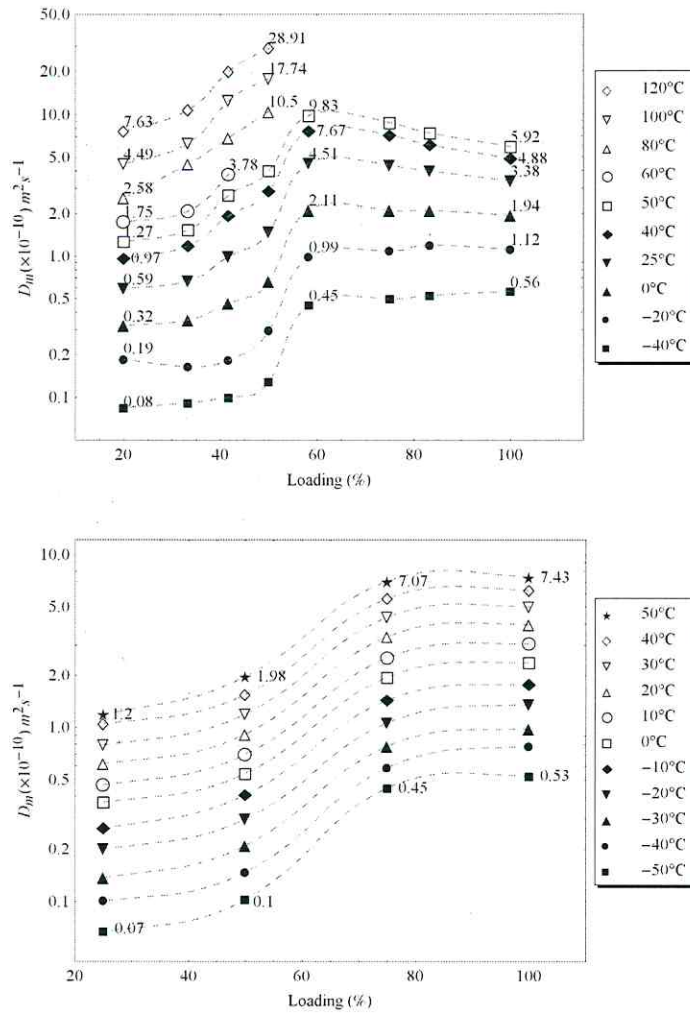 50.0
20.0
10.0
5.0
2.0
1.0
0.5
0.2
0.1
D_m(×10⁻¹⁰) m²s⁻¹
28.91
17.74
10.5
7.63
4.49
2.58
3.78
1.75
1.27
0.97
0.59
0.32
0.19
0.08
9.83
7.67
4.51
2.11
0.99
0.45
5.92
4.88
3.38
1.94
1.12
0.56
20 40 60 80 100
Loading (%)
120°C
100°C
80°C
60°C
50°C
40°C
25°C
0°C
−20°C
−40°C
10.0
5.0
2.0
1.0
0.5
0.2
0.1
D_m(×10⁻¹⁰) m²s⁻¹
7.07
7.43
1.98
1.2
0.45
0.53
0.1
0.07
20 40 60 80 100
Loading (%)
50°C
40°C
30°C
20°C
10°C
0°C
−10°C
−20°C
−30°C
−40°C
−50°C